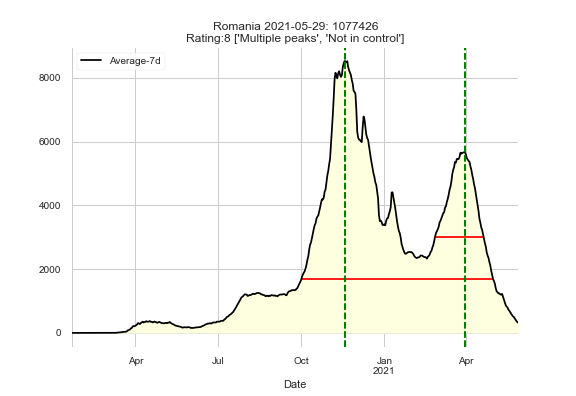 Romania 2021-05-29: 1077426
Rating:8 ['Multiple peaks', 'Not in control']
Average-7d
8000
6000
4000
2000
0
Apr Jul Oct Jan Apr
2021
Date